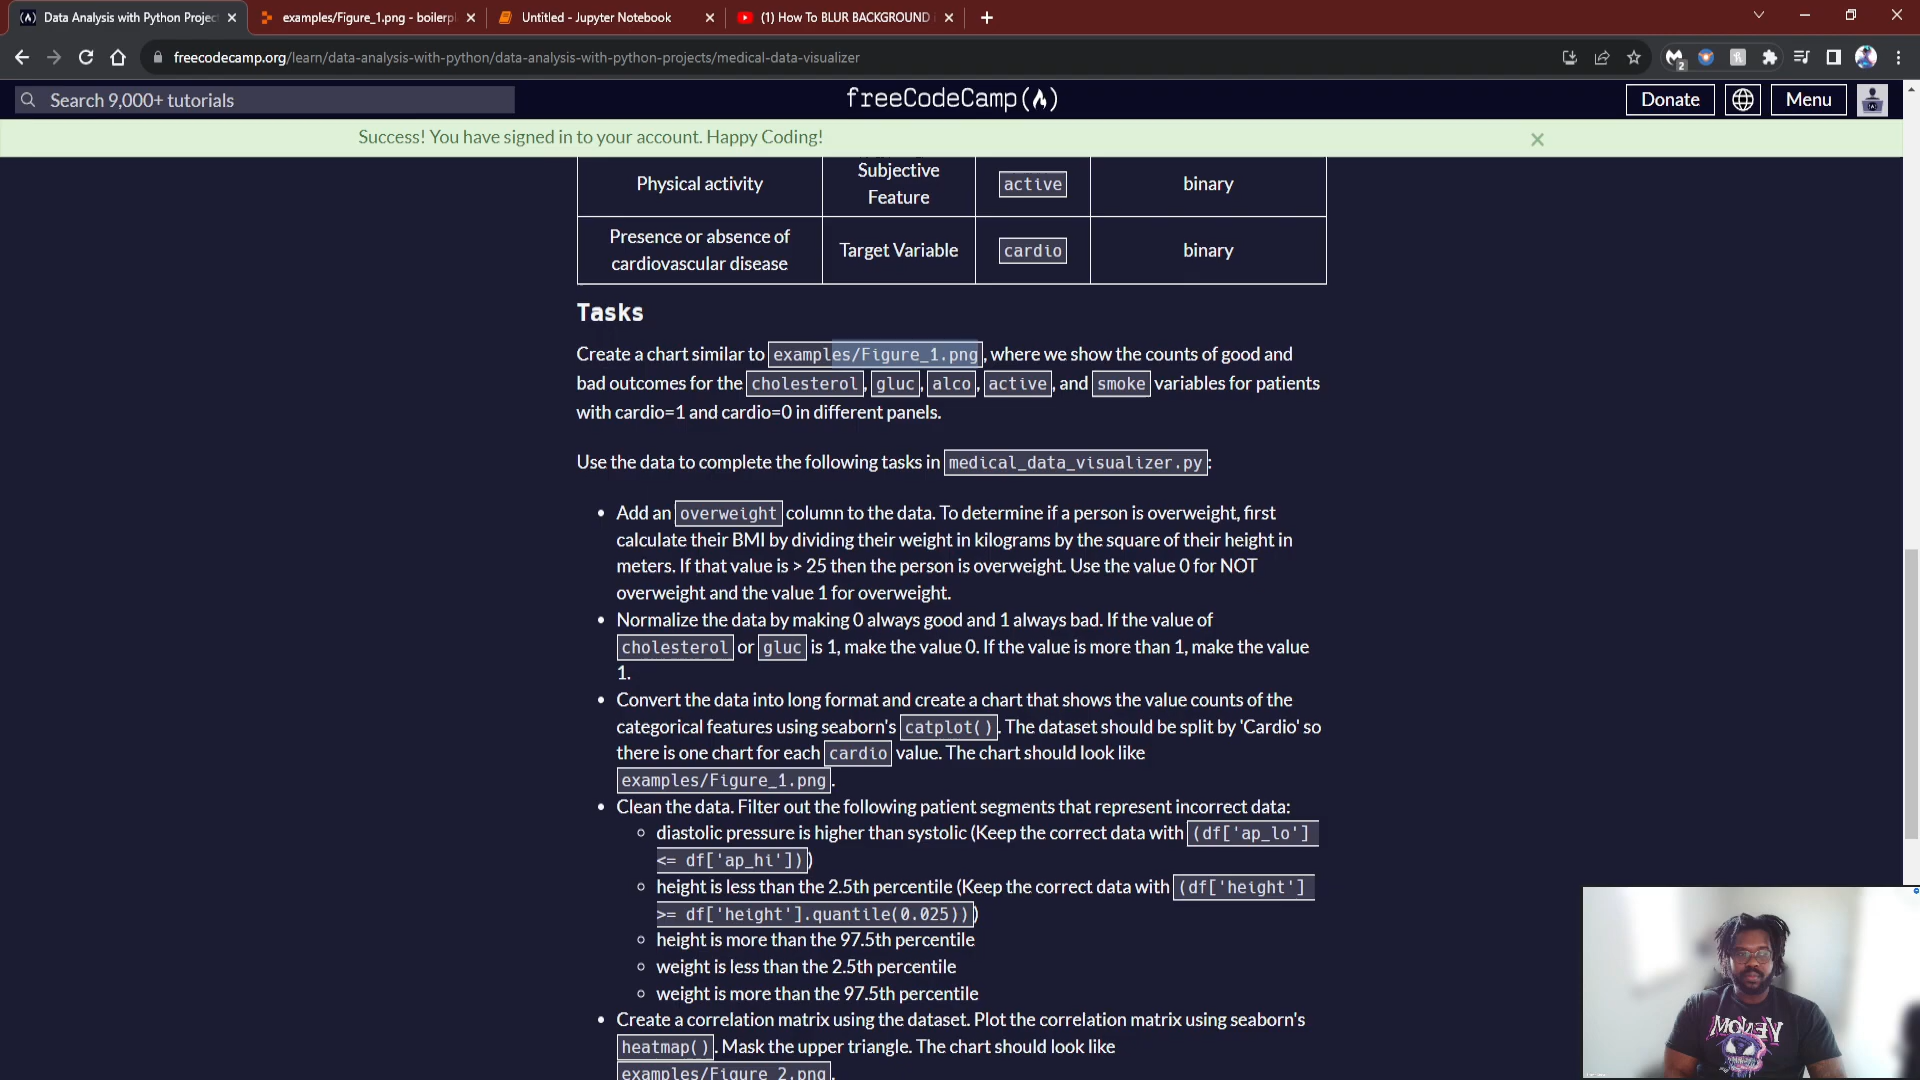 Data Analysis with Python Projec
examples/Figure_1.png - boilerpl
Untitled - Jupyter Notebook
(1) How To BLUR BACKGROUND
freecodecamp.org/learn/data-analysis-with-python/data-analysis-with-python-projects/medical-data-visualizer
2
Search 9,000+ tutorials
freeCodeCamp
Donate
Menu
Success! You have signed in to your account. Happy Coding!
Physical activity
Subjective
Feature
active
binary
Presence or absence of
cardiovascular disease
Target Variable
cardio
binary
Tasks
Create a chart similar to examples/Figure_1.png, where we show the counts of good and
bad outcomes for the cholesterol, gluc, alco, active, and smoke variables for patients
with cardio=1 and cardio=0 in different panels.
Use the data to complete the following tasks in medical_data_visualizer.py:
Add an overweight column to the data. To determine if a person is overweight, first
calculate their BMI by dividing their weight in kilograms by the square of their height in
meters. If that value is > 25 then the person is overweight. Use the value 0 for NOT
overweight and the value 1 for overweight.
Normalize the data by making 0 always good and 1 always bad. If the value of
cholesterol or gluc is 1, make the value 0. If the value is more than 1, make the value
1.
Convert the data into long format and create a chart that shows the value counts of the
categorical features using seaborn's catplot(). The dataset should be split by 'Cardio' so
there is one chart for each cardio value. The chart should look like
examples/Figure_1.png.
Clean the data. Filter out the following patient segments that represent incorrect data:
diastolic pressure is higher than systolic (Keep the correct data with (df['ap_lo']
<= df['ap_hi']))
height is less than the 2.5th percentile (Keep the correct data with (df['height']
>= df['height'].quantile(0.025)))
height is more than the 97.5th percentile
weight is less than the 2.5th percentile
weight is more than the 97.5th percentile
Create a correlation matrix using the dataset. Plot the correlation matrix using seaborn's
heatmap(). Mask the upper triangle. The chart should look like
examples/Figure_2.png.
VENOM